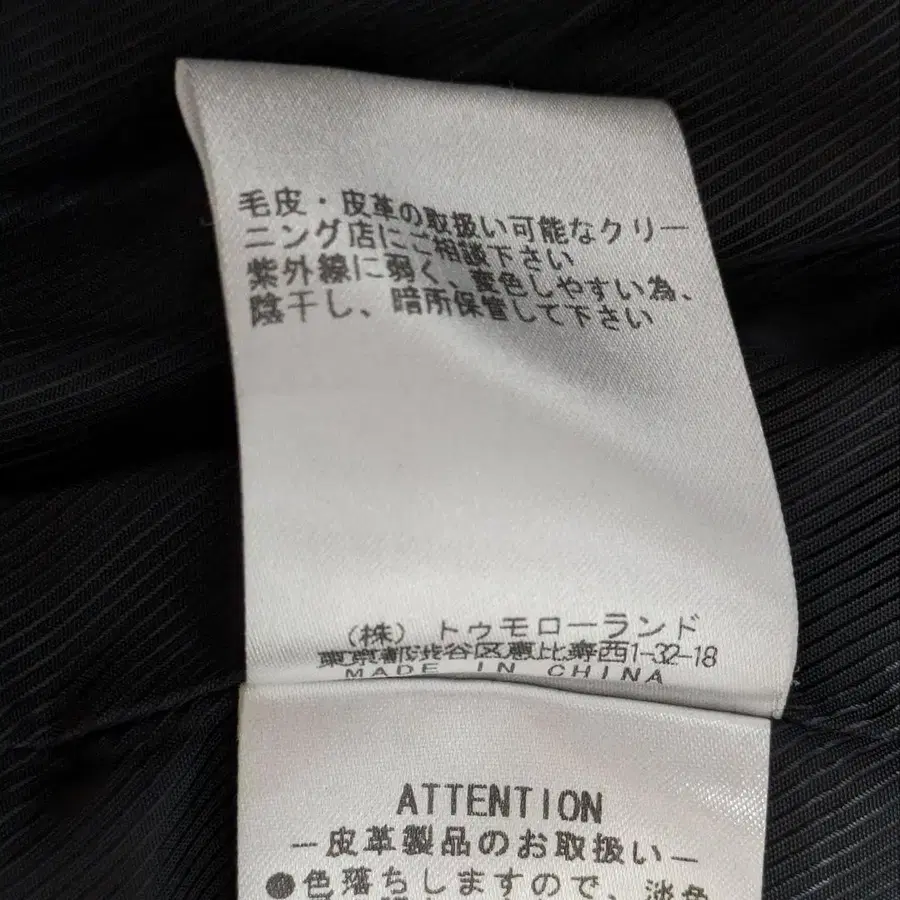 毛皮・皮革の取扱い可能なクリー
ニング店にご相談下さい
紫外線に弱く、変色しやすい為、
陰干し、暗所保管して下さい
(株) トゥモローランド
東京都渋谷区恵比寿西1-32-18
MADE IN CHINA
ATTENTION
－皮革製品のお取扱い－
●色落ちしますので、淡色